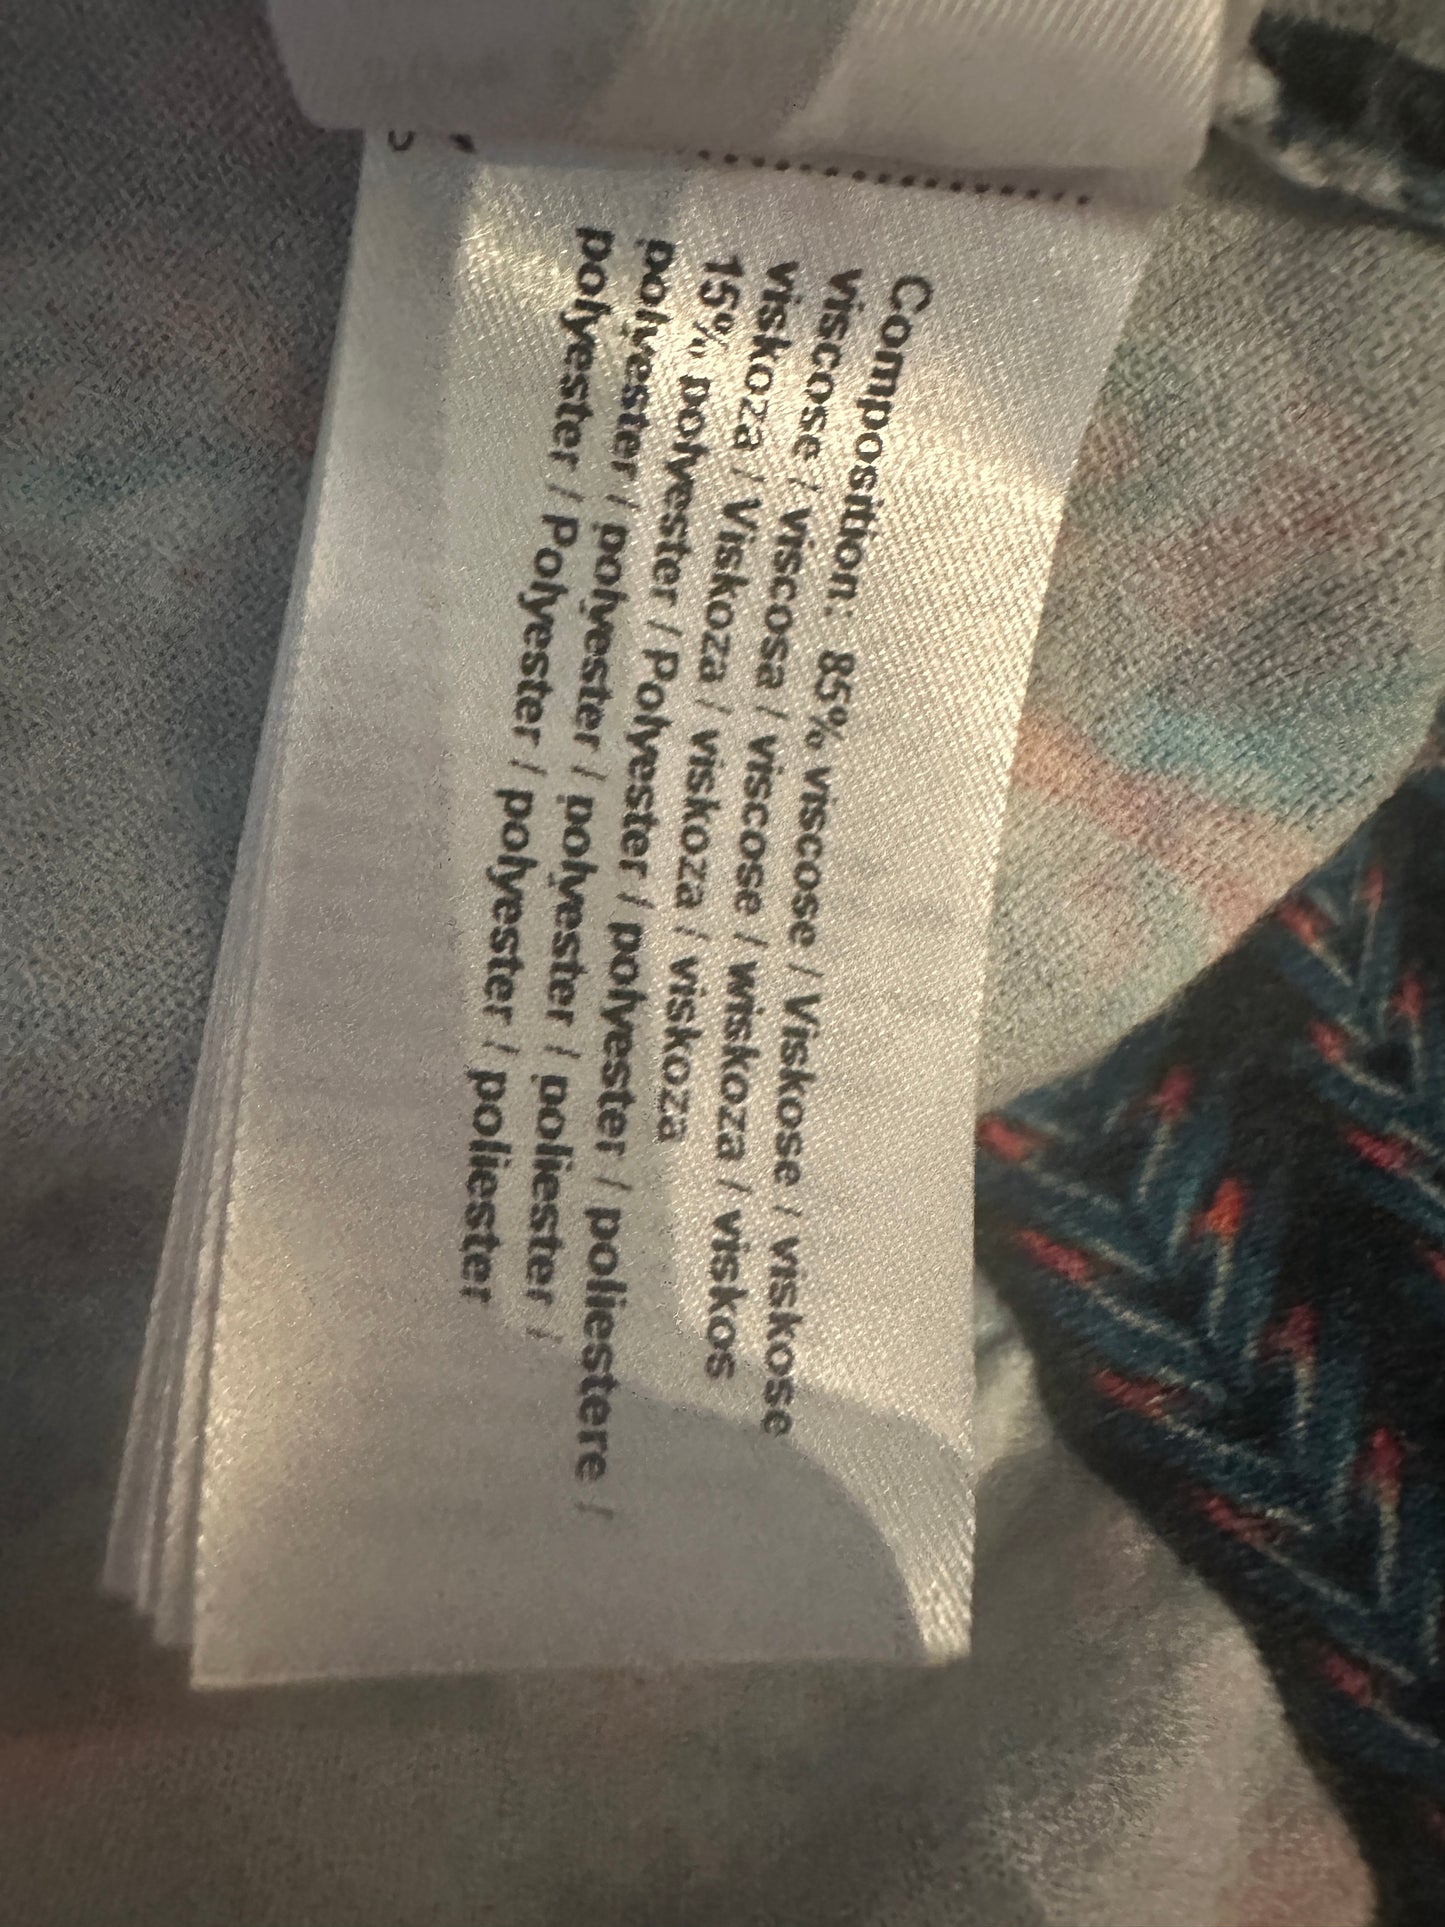 Composition: 85% viscose / Viskose / viskose
viscose / viscosa / viscose / wiskoza / viskos
viskoza / Viskoza / viskoza / viskoza
15% polyester / Polyester / polyester / poliestere /
polyester / polyester / polyester / poliester /
polyester / Polyester / polyester / poliester